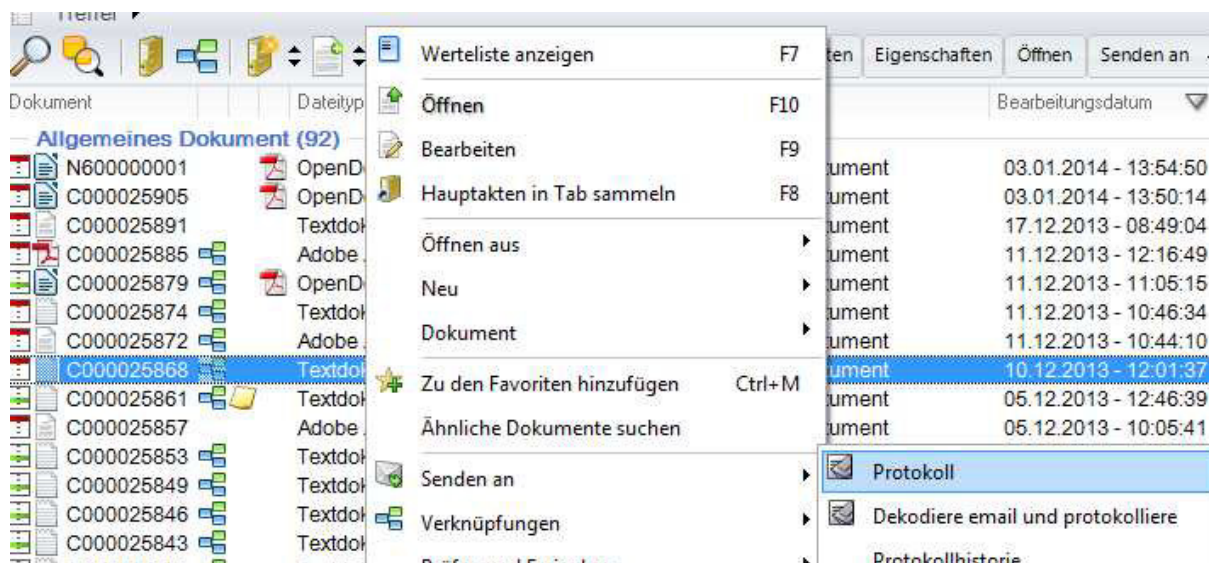 Treffer
Werteliste anzeigen F7
Eigenschaften Öffnen Senden an
Dokument Dateityp Öffnen F10 Bearbeitungsdatum
Allgemeines Dokument (92)
Bearbeiten F9
N600000001 OpenD ument 03.01.2014 - 13:54:50
C000025905 OpenD Hauptakten in Tab sammeln F8 ument 03.01.2014 - 13:50:14
C000025891 Textdok ument 17.12.2013 - 08:49:04
C000025885 Adobe Öffnen aus ument 11.12.2013 - 12:16:49
C000025879 OpenD Neu ument 11.12.2013 - 11:05:15
C000025874 Textdok ument 11.12.2013 - 10:46:34
C000025872 Adobe Dokument ument 11.12.2013 - 10:44:10
C000025868 Textdok ument 10.12.2013 - 12:01:37
C000025861 Textdok Zu den Favoriten hinzufügen Ctrl+M ument 05.12.2013 - 12:46:39
C000025857 Adobe Ähnliche Dokumente suchen ument 05.12.2013 - 10:05:41
C000025853 Textdok
C000025849 Textdok Senden an Protokoll
C000025846 Textdok Verknüpfungen Dekodiere email und protokolliere
C000025843 Textdok
Protokollhistorie